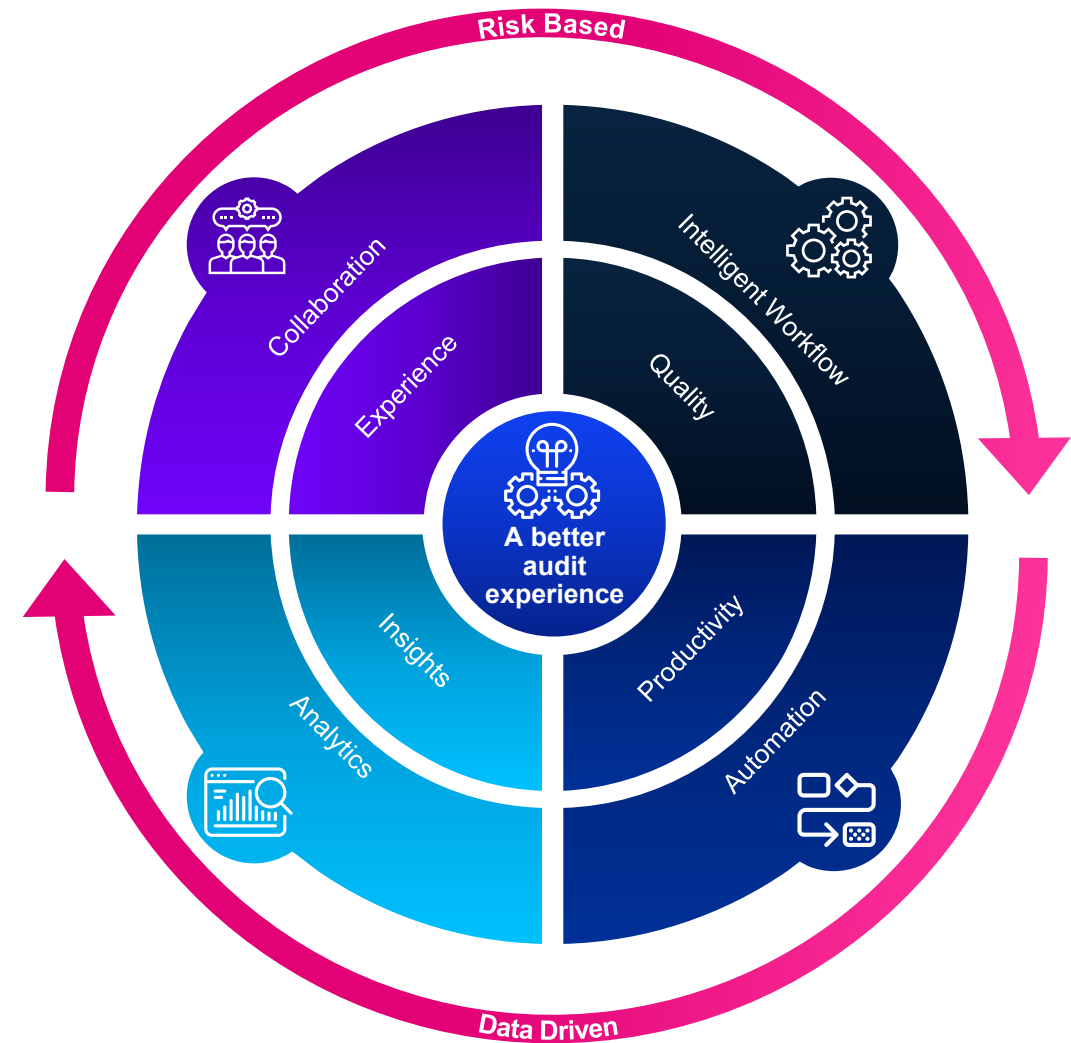 Risk Based
Collaboration
Intelligent Workflow
Experience
Quality
A better
audit
experience
Insights
Productivity
Analytics
Automation
Data Driven